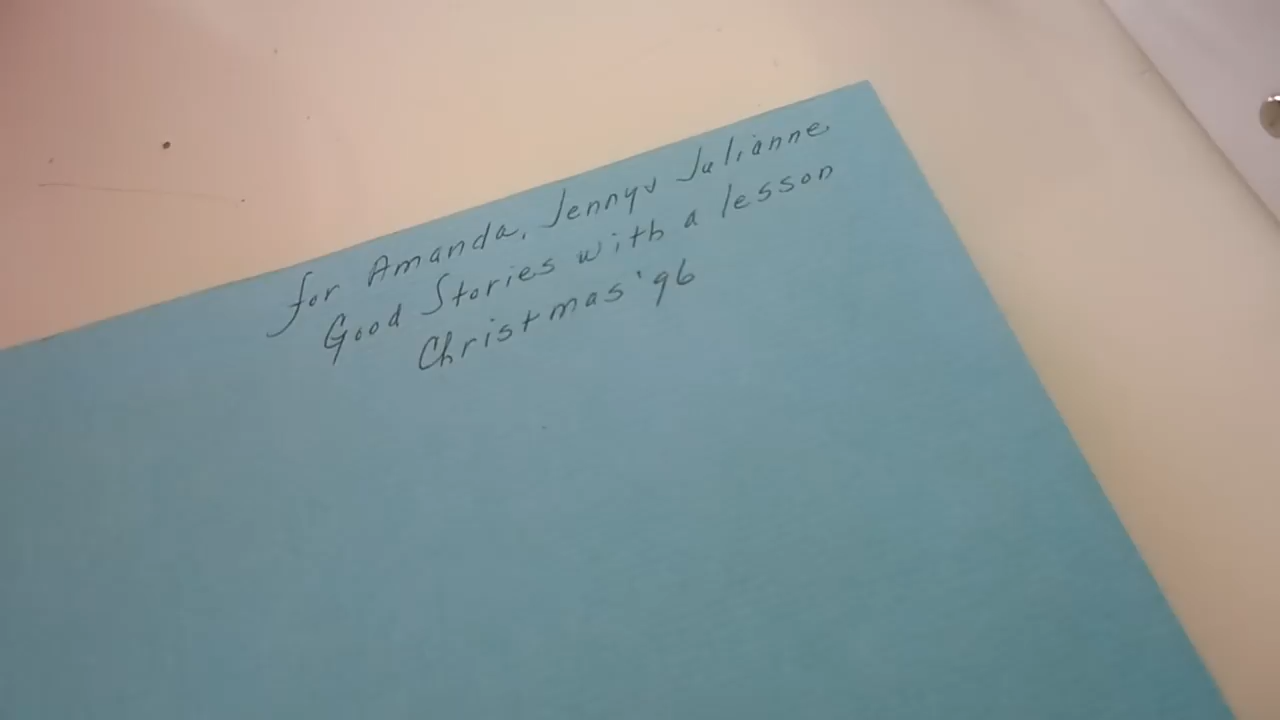 for Amanda, Jenny & Julianne
Good Stories with a lesson
Christmas '96